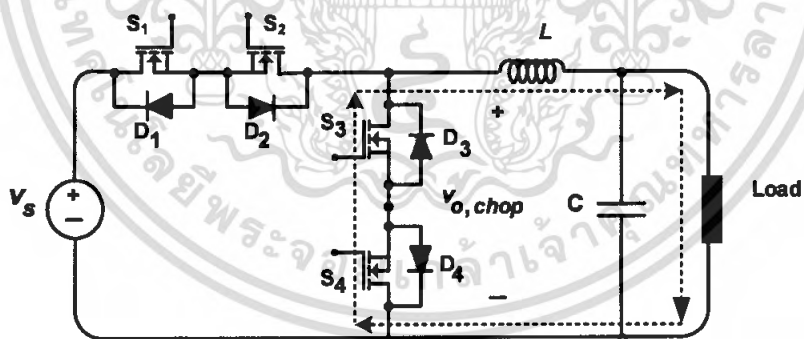 S1 S2 L
D1 D2
S3 + D3
Vs + − vo, chop C Load
S4 D4
−